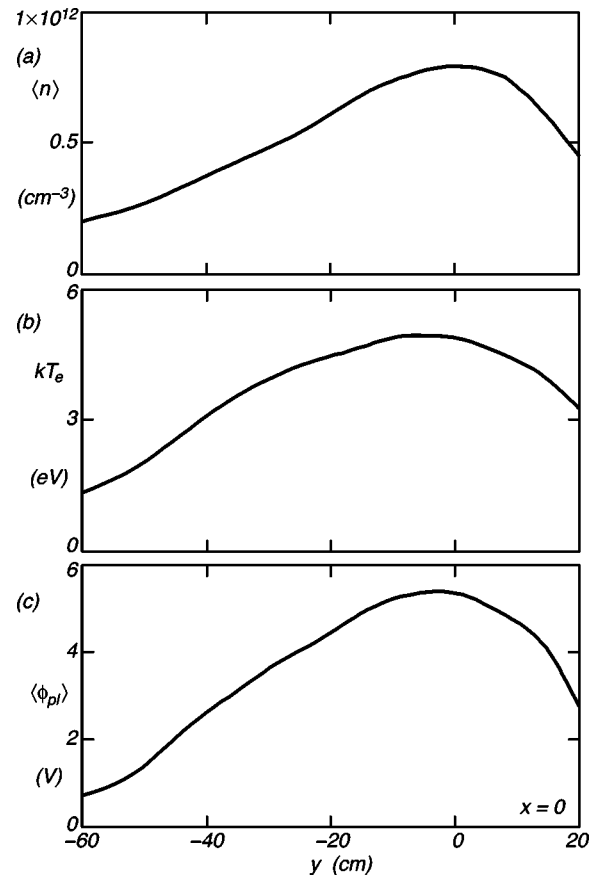 1×10¹²
(a)
⟨n⟩
0.5
(cm⁻³)
0
6
(b)
kTₑ
3
(eV)
0
6
(c)
4
⟨ϕₚₗ⟩
2
(V)
x = 0
0
−60 −40 −20 0 20
y (cm)